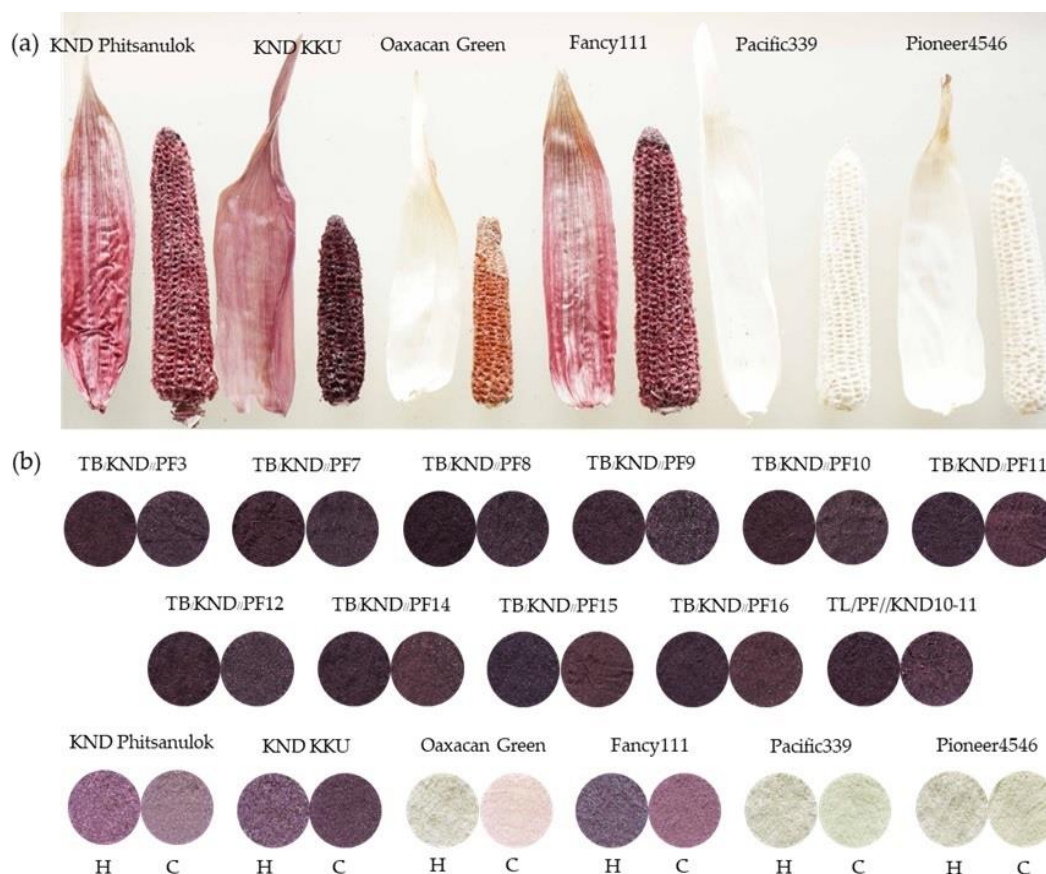 (a)
KND Phitsanulok KND KKU Oaxacan Green Fancy111 Pacific339 Pioneer4546
(b)
TB/KND//PF3 TB/KND//PF7 TB/KND//PF8 TB/KND//PF9 TB/KND//PF10 TB/KND//PF11
TB/KND//PF12 TB/KND//PF14 TB/KND//PF15 TB/KND//PF16 TL/PF//KND10-11
KND Phitsanulok KND KKU Oaxacan Green Fancy111 Pacific339 Pioneer4546
H C H C H C H C H C H C